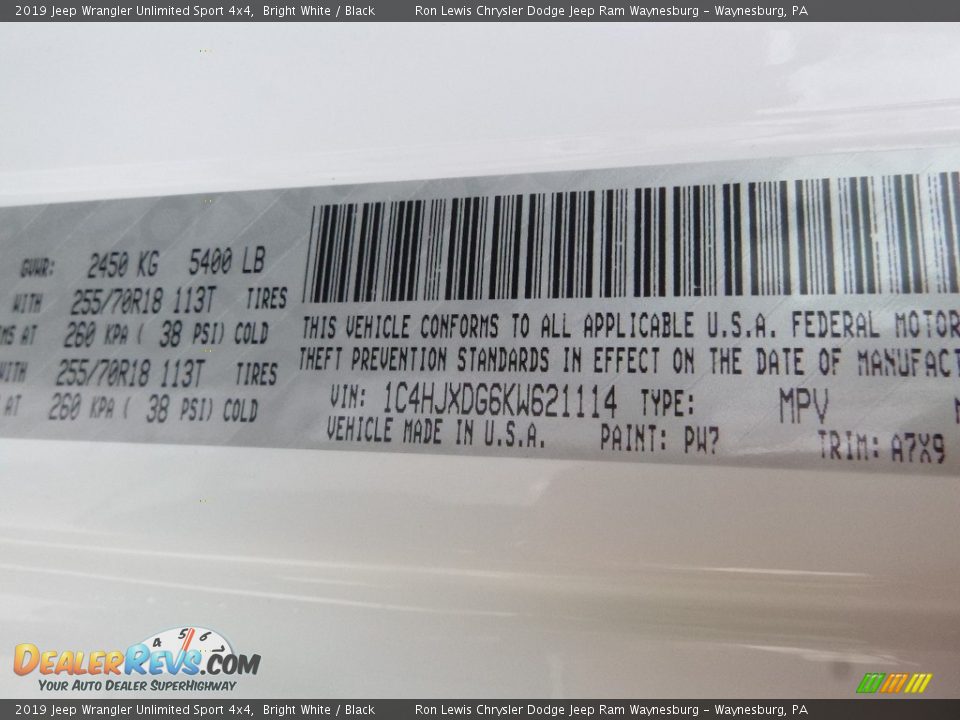 2019 Jeep Wrangler Unlimited Sport 4x4, Bright White / Black Ron Lewis Chrysler Dodge Jeep Ram Waynesburg - Waynesburg, PA
GVWR: 2450 KG 5400 LB
WITH 255/70R18 113T TIRES
MS AT 260 KPA ( 38 PSI) COLD
WITH 255/70R18 113T TIRES
AT 260 KPA ( 38 PSI) COLD
THIS VEHICLE CONFORMS TO ALL APPLICABLE U.S.A. FEDERAL MOTOR
THEFT PREVENTION STANDARDS IN EFFECT ON THE DATE OF MANUFACT
VIN: 1C4HJXDG6KW621114 TYPE: MPV
VEHICLE MADE IN U.S.A. PAINT: PW7 TRIM: A7X9
4 5 6
DealerRevs.com
Your Auto Dealer SuperHighway
2019 Jeep Wrangler Unlimited Sport 4x4, Bright White / Black Ron Lewis Chrysler Dodge Jeep Ram Waynesburg - Waynesburg, PA